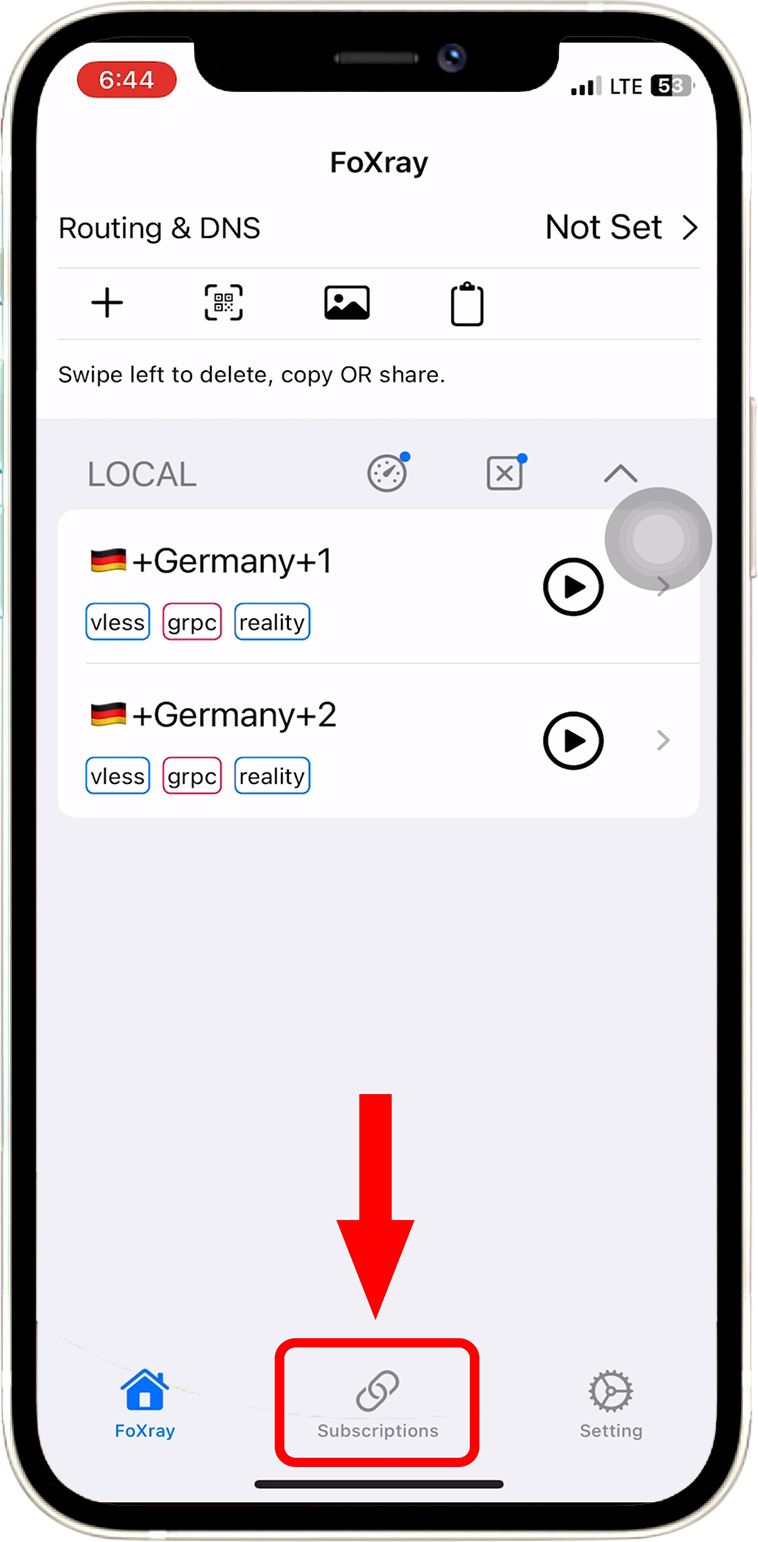 6:44
LTE 53
FoXray
Routing & DNS Not Set
Swipe left to delete, copy OR share.
LOCAL
+Germany+1
vless grpc reality
+Germany+2
vless grpc reality
FoXray Subscriptions Setting